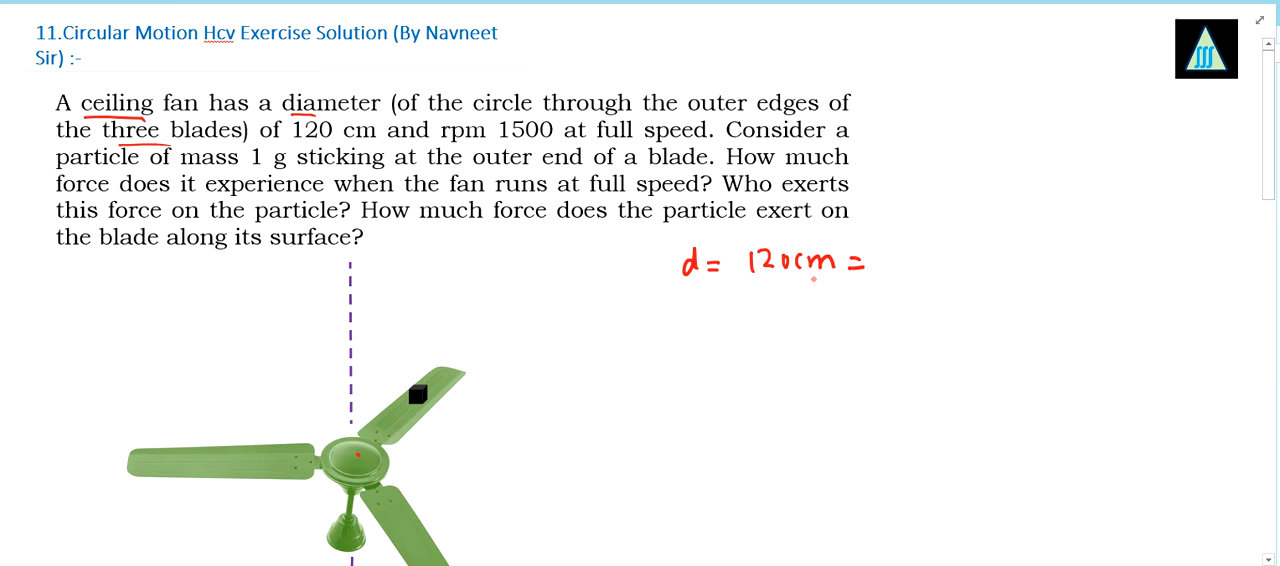 11.Circular Motion Hcv Exercise Solution (By Navneet
Sir) :-
A ceiling fan has a diameter (of the circle through the outer edges of
the three blades) of 120 cm and rpm 1500 at full speed. Consider a
particle of mass 1 g sticking at the outer end of a blade. How much
force does it experience when the fan runs at full speed? Who exerts
this force on the particle? How much force does the particle exert on
the blade along its surface?
d = 120cm =